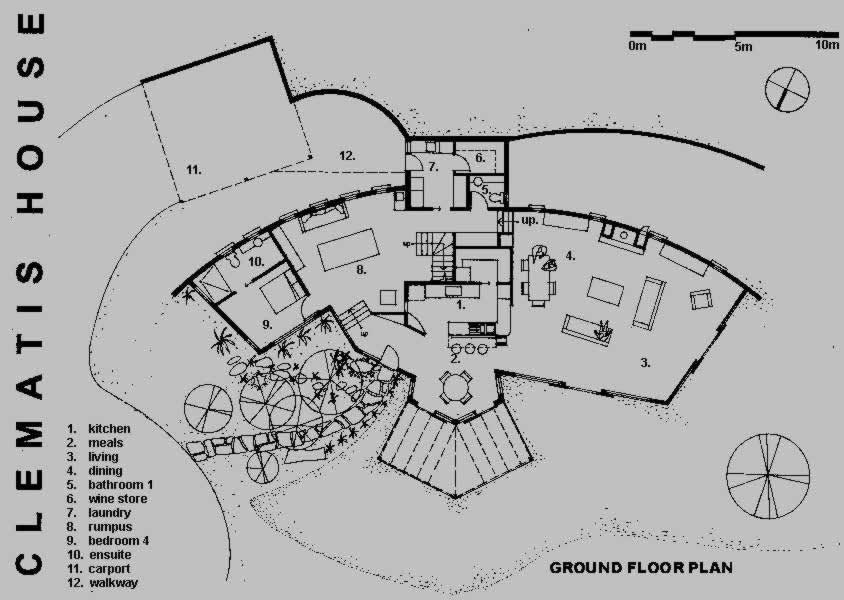 CLEMATIS HOUSE
0m 5m 10m
11.
12.
7.
6.
5.
up.
10.
8.
up
4.
9.
up
1.
2.
3.
1. kitchen
2. meals
3. living
4. dining
5. bathroom 1
6. wine store
7. laundry
8. rumpus
9. bedroom 4
10. ensuite
11. carport
12. walkway
GROUND FLOOR PLAN